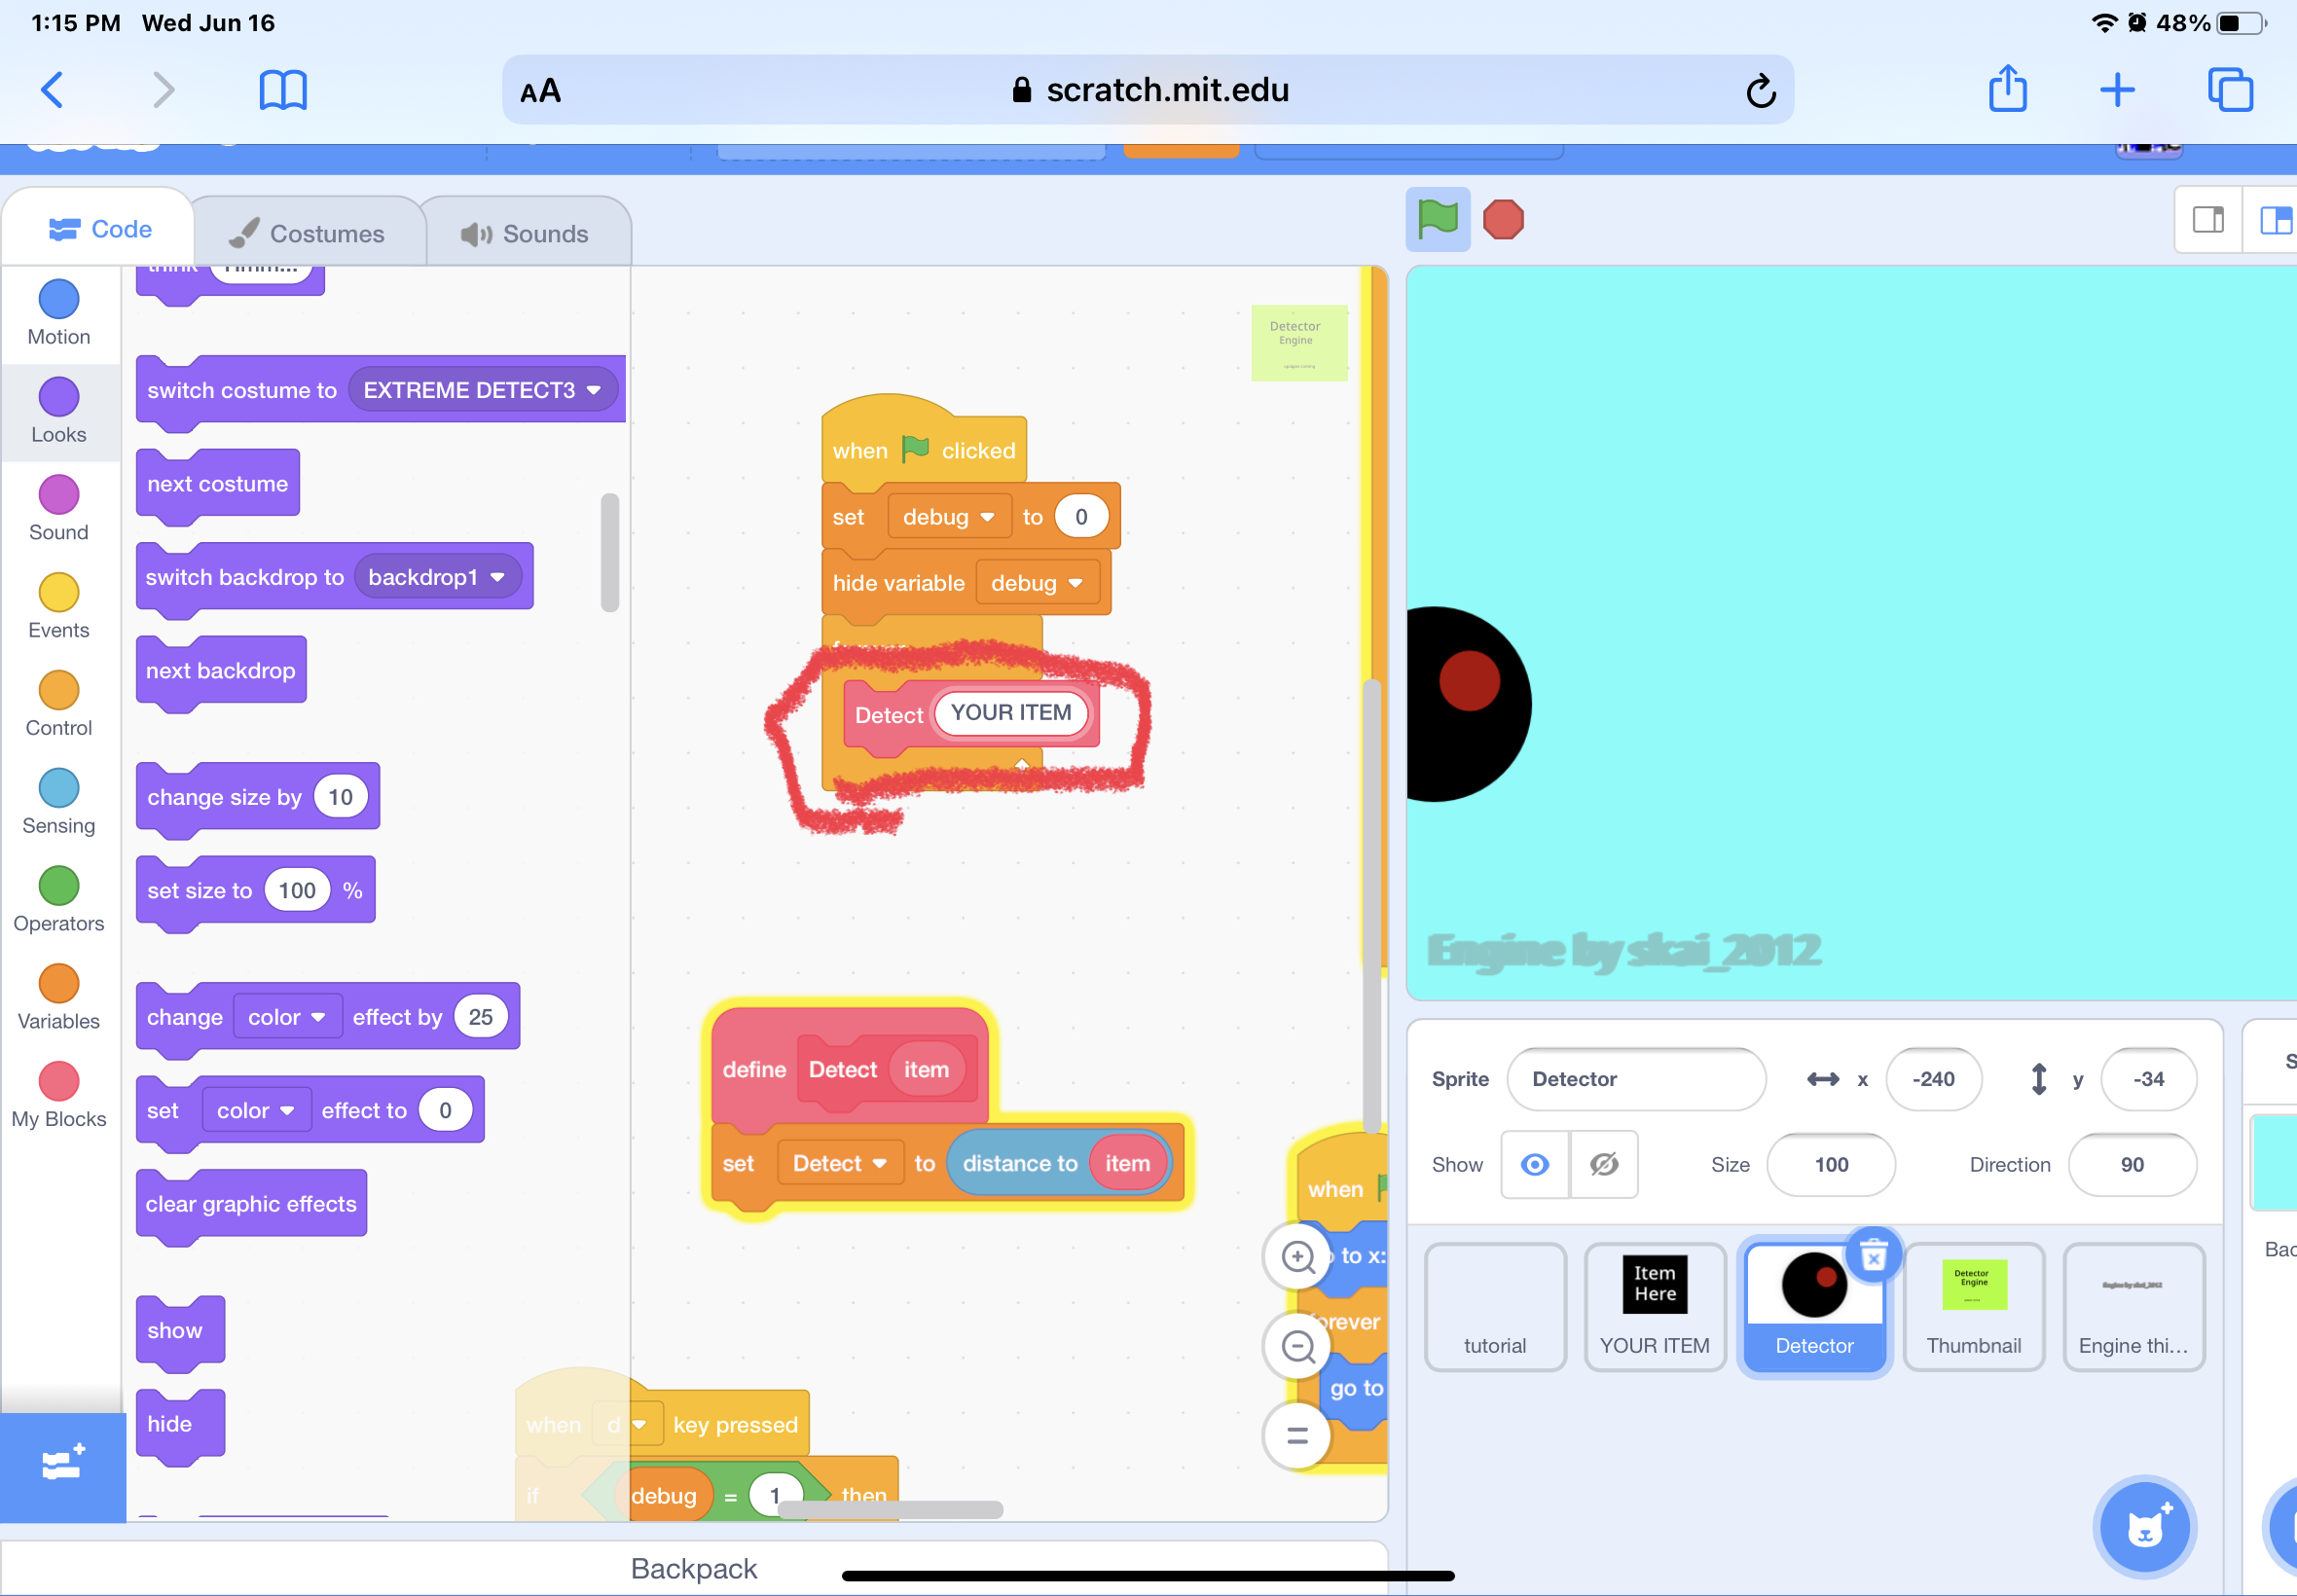 1:15 PM Wed Jun 16
48%
AA
scratch.mit.edu
Code
Costumes
Sounds
Motion
Looks
Sound
Events
Control
Sensing
Operators
Variables
My Blocks
think Hmm...
switch costume to EXTREME DETECT3
next costume
switch backdrop to backdrop1
next backdrop
change size by 10
set size to 100 %
change color effect by 25
set color effect to 0
clear graphic effects
show
hide
Detector
Engine
when clicked
set debug to 0
hide variable debug
forever
Detect YOUR ITEM
define Detect item
set Detect to distance to item
when d key pressed
if debug = 1 then
when
to x:
forever
go to
=
Backpack
Engine by skai_2012
Sprite Detector x -240 y -34
Show Size 100 Direction 90
tutorial
Item
Here
YOUR ITEM
Detector
Detector
Engine
Thumbnail
Engine by skai_2012
Engine thi...
S
Bac